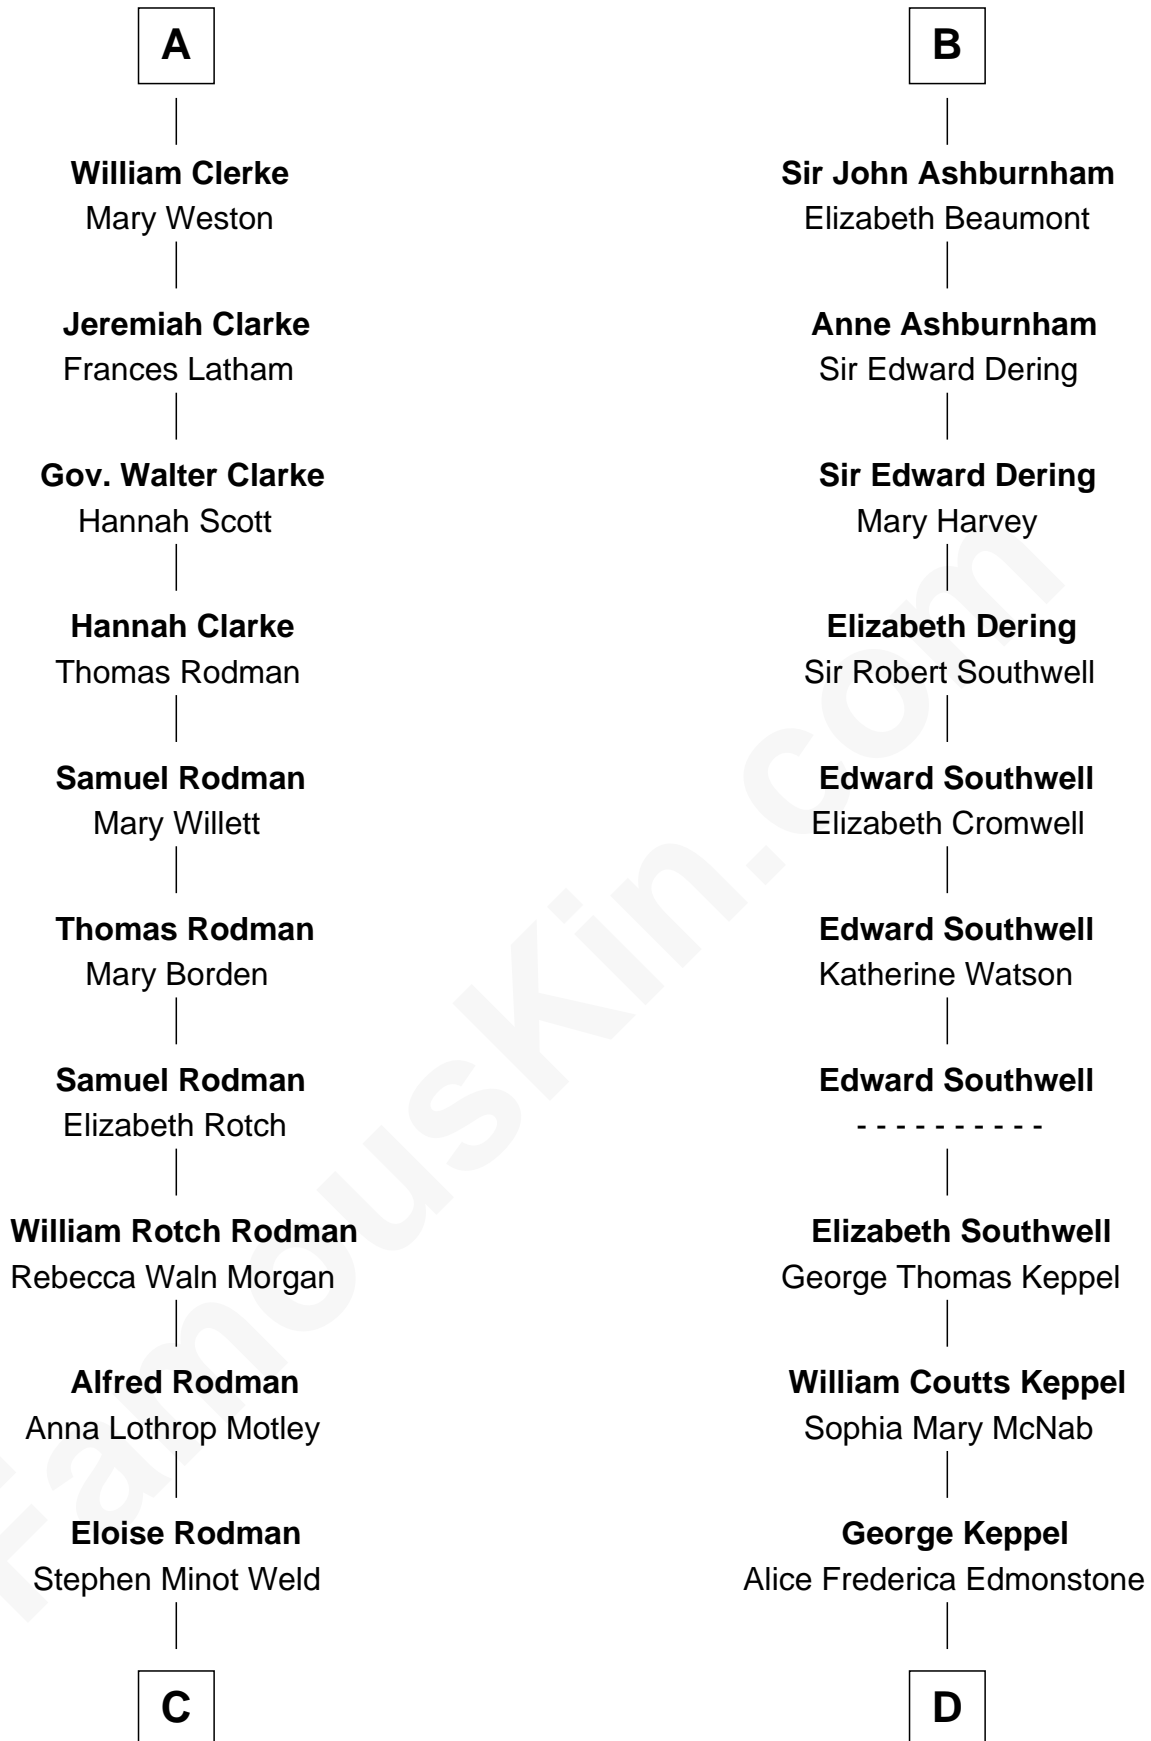 A
William Clerke
Mary Weston
Jeremiah Clarke
Frances Latham
Gov. Walter Clarke
Hannah Scott
Hannah Clarke
Thomas Rodman
Samuel Rodman
Mary Willett
Thomas Rodman
Mary Borden
Samuel Rodman
Elizabeth Rotch
William Rotch Rodman
Rebecca Waln Morgan
Alfred Rodman
Anna Lothrop Motley
Eloise Rodman
Stephen Minot Weld
C
B
Sir John Ashburnham
Elizabeth Beaumont
Anne Ashburnham
Sir Edward Dering
Sir Edward Dering
Mary Harvey
Elizabeth Dering
Sir Robert Southwell
Edward Southwell
Elizabeth Cromwell
Edward Southwell
Katherine Watson
Edward Southwell
- - - - - - - - - -
Elizabeth Southwell
George Thomas Keppel
William Coutts Keppel
Sophia Mary McNab
George Keppel
Alice Frederica Edmonstone
D
FamousKin.com